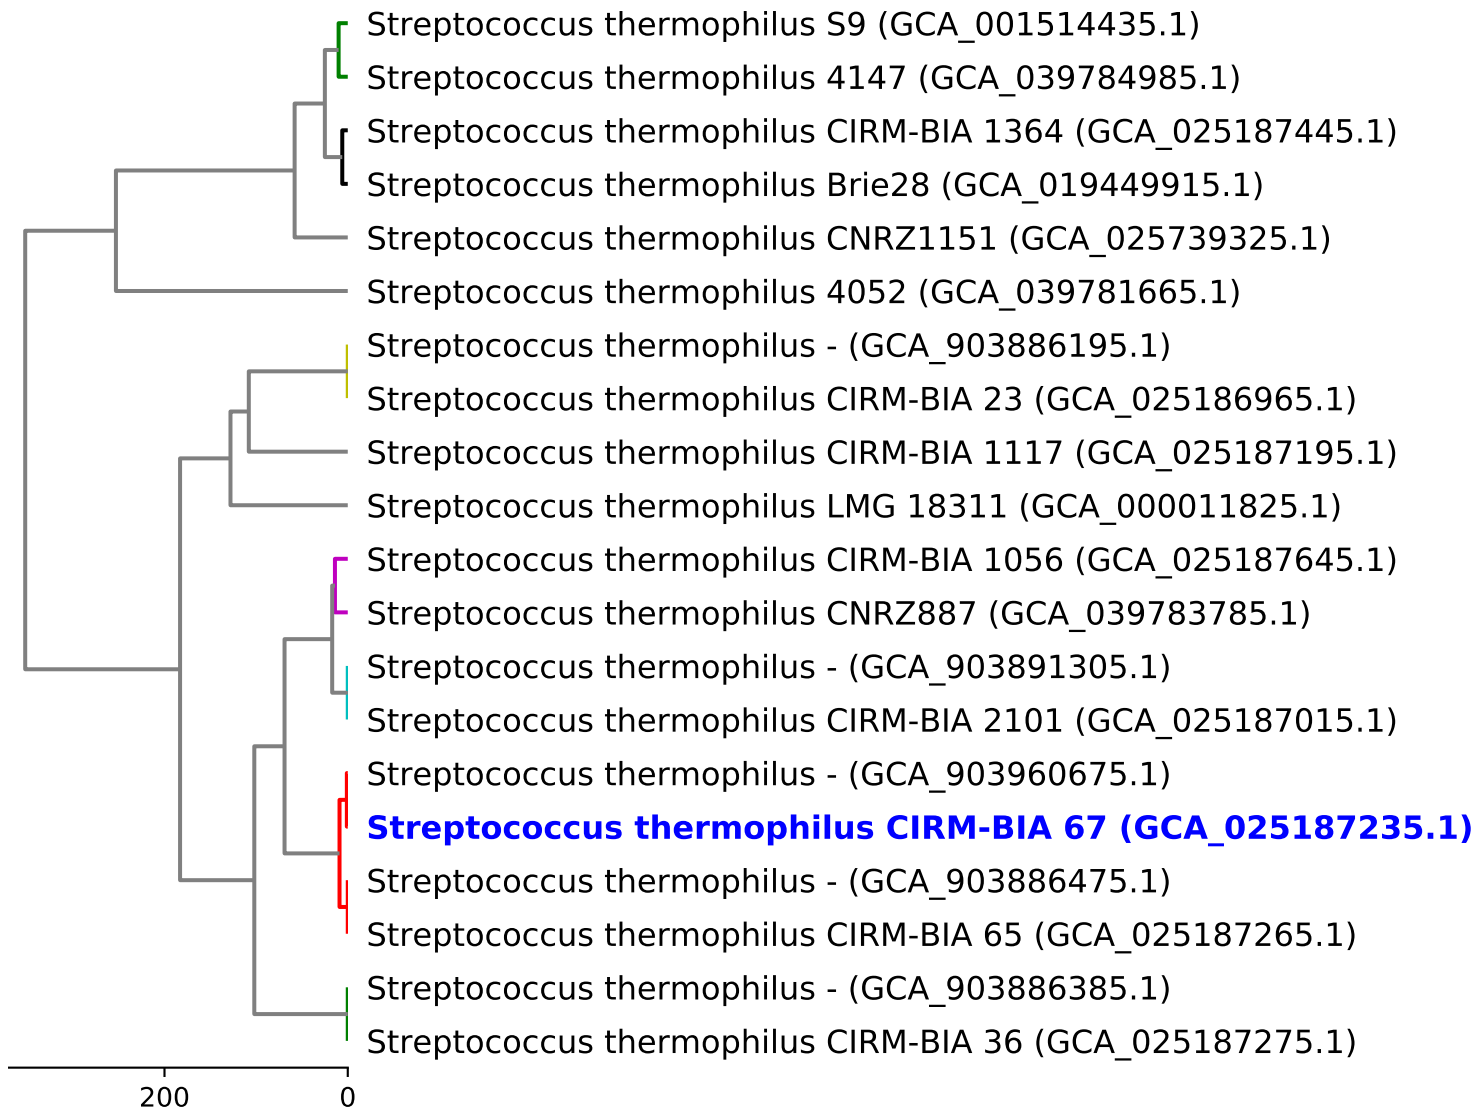 Streptococcus thermophilus S9 (GCA_001514435.1)
Streptococcus thermophilus 4147 (GCA_039784985.1)
Streptococcus thermophilus CIRM-BIA 1364 (GCA_025187445.1)
Streptococcus thermophilus Brie28 (GCA_019449915.1)
Streptococcus thermophilus CNRZ1151 (GCA_025739325.1)
Streptococcus thermophilus 4052 (GCA_039781665.1)
Streptococcus thermophilus - (GCA_903886195.1)
Streptococcus thermophilus CIRM-BIA 23 (GCA_025186965.1)
Streptococcus thermophilus CIRM-BIA 1117 (GCA_025187195.1)
Streptococcus thermophilus LMG 18311 (GCA_000011825.1)
Streptococcus thermophilus CIRM-BIA 1056 (GCA_025187645.1)
Streptococcus thermophilus CNRZ887 (GCA_039783785.1)
Streptococcus thermophilus - (GCA_903891305.1)
Streptococcus thermophilus CIRM-BIA 2101 (GCA_025187015.1)
Streptococcus thermophilus - (GCA_903960675.1)
Streptococcus thermophilus CIRM-BIA 67 (GCA_025187235.1)
Streptococcus thermophilus - (GCA_903886475.1)
Streptococcus thermophilus CIRM-BIA 65 (GCA_025187265.1)
Streptococcus thermophilus - (GCA_903886385.1)
Streptococcus thermophilus CIRM-BIA 36 (GCA_025187275.1)
200 0